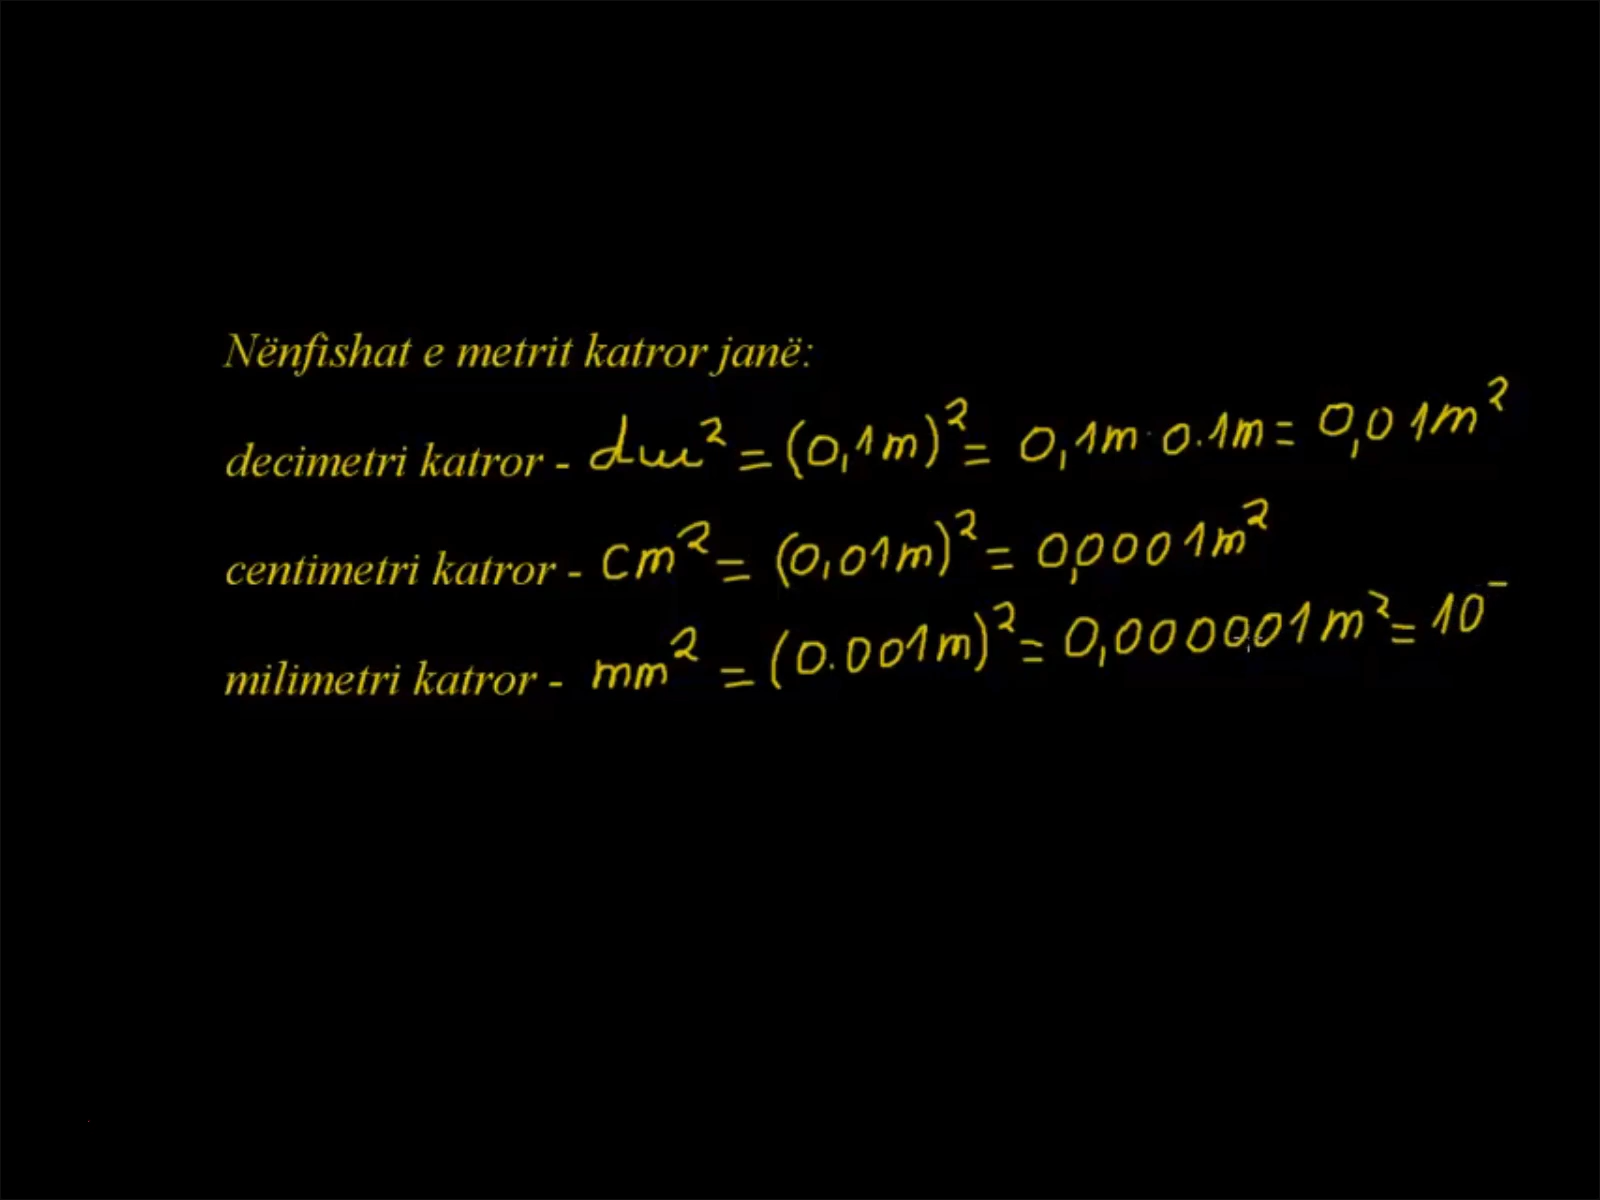 Nënfishat e metrit katror janë:
decimetri katror - dm² = (0,1m)² = 0,1m · 0.1m = 0,01m²
centimetri katror - cm² = (0,01m)² = 0,0001m²
milimetri katror - mm² = (0.001m)² = 0,000001m² = 10⁻